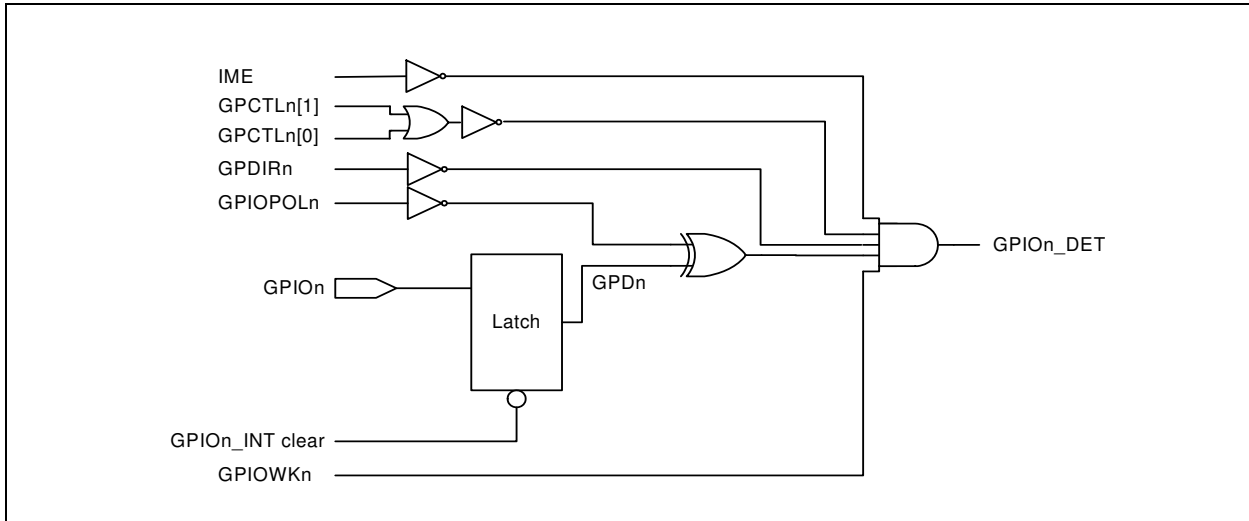 IME
GPCTLn[1]
GPCTLn[0]
GPDIRn
GPIOPOLn
GPIOn_DET
GPIOn
GPDn
Latch
GPIOn_INT clear
GPIOWKn